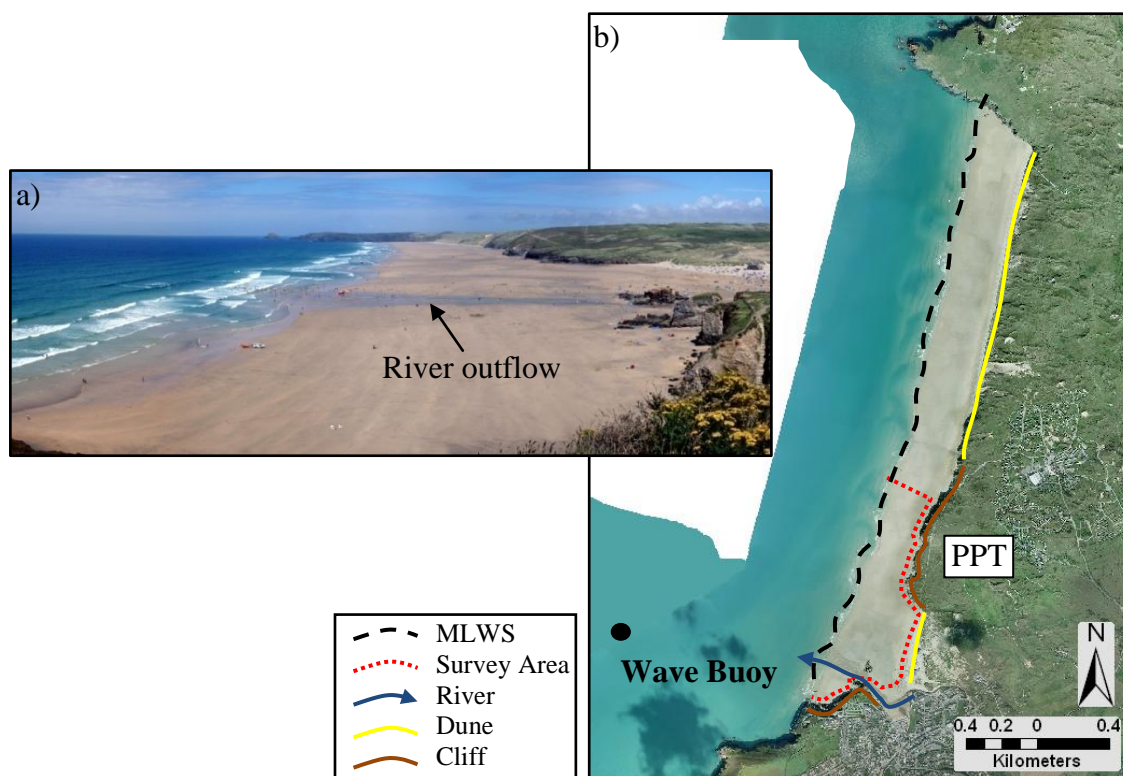 a)
River outflow
b)
PPT
Wave Buoy
N
0.4 0.2 0 0.4
Kilometers
MLWS
Survey Area
River
Dune
Cliff